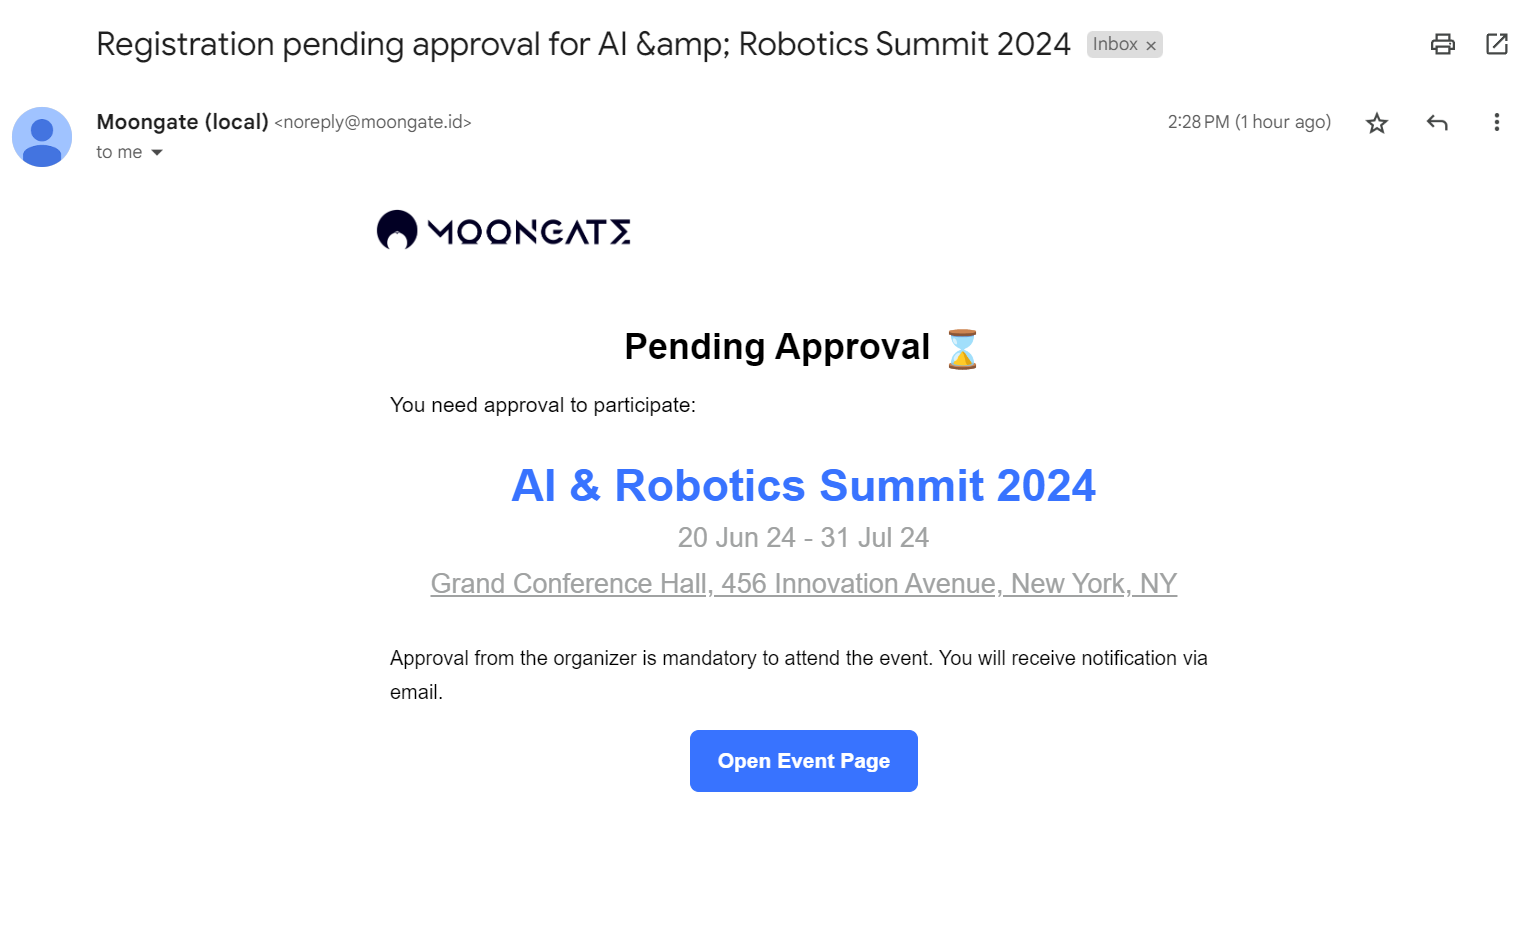 Registration pending approval for AI &amp; Robotics Summit 2024 Inbox ×
Moongate (local) <noreply@moongate.id> 2:28 PM (1 hour ago)
to me
MOONGATE
Pending Approval ⌛
You need approval to participate:
AI & Robotics Summit 2024
20 Jun 24 - 31 Jul 24
Grand Conference Hall, 456 Innovation Avenue, New York, NY
Approval from the organizer is mandatory to attend the event. You will receive notification via
email.
Open Event Page